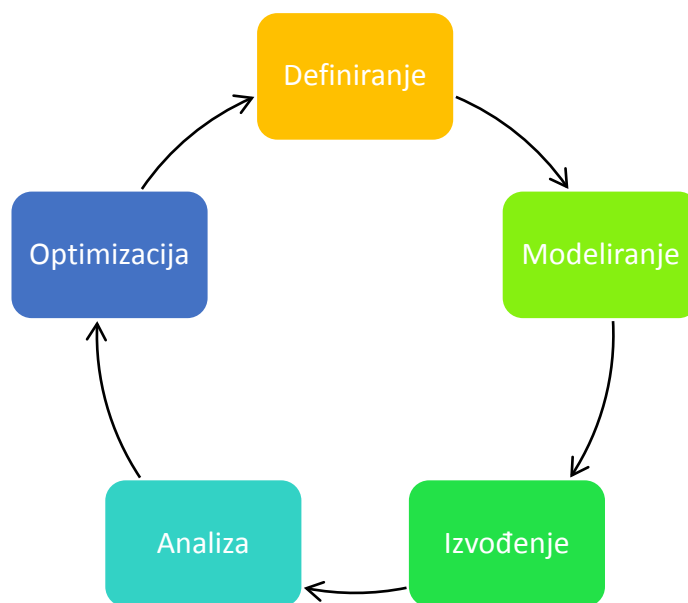 Definiranje
Modeliranje
Izvođenje
Analiza
Optimizacija